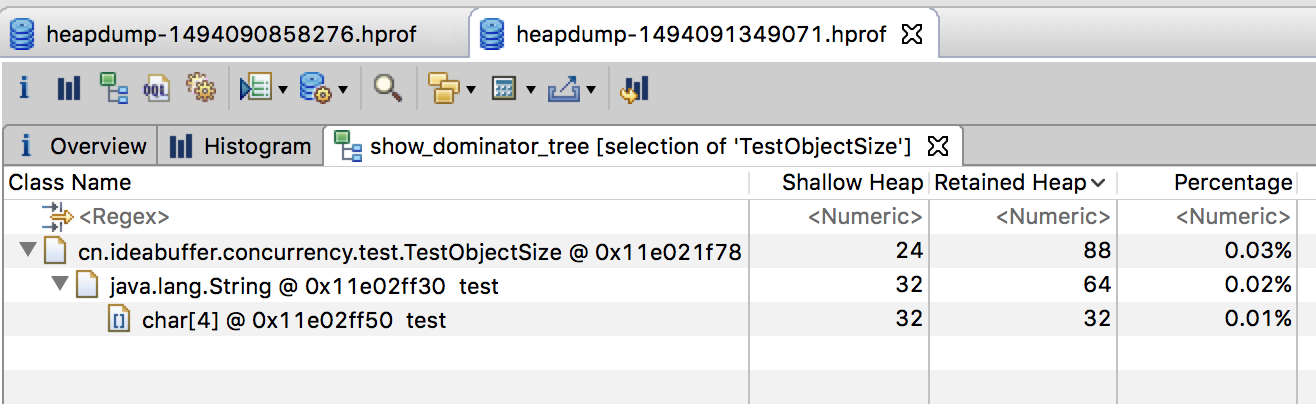 heapdump-1494090858276.hprof heapdump-1494091349071.hprof
i OQL
i Overview Histogram show_dominator_tree [selection of 'TestObjectSize']
Class Name Shallow Heap Retained Heap Percentage
<Regex> <Numeric> <Numeric> <Numeric>
cn.ideabuffer.concurrency.test.TestObjectSize @ 0x11e021f78 24 88 0.03%
java.lang.String @ 0x11e02ff30 test 32 64 0.02%
[] char[4] @ 0x11e02ff50 test 32 32 0.01%